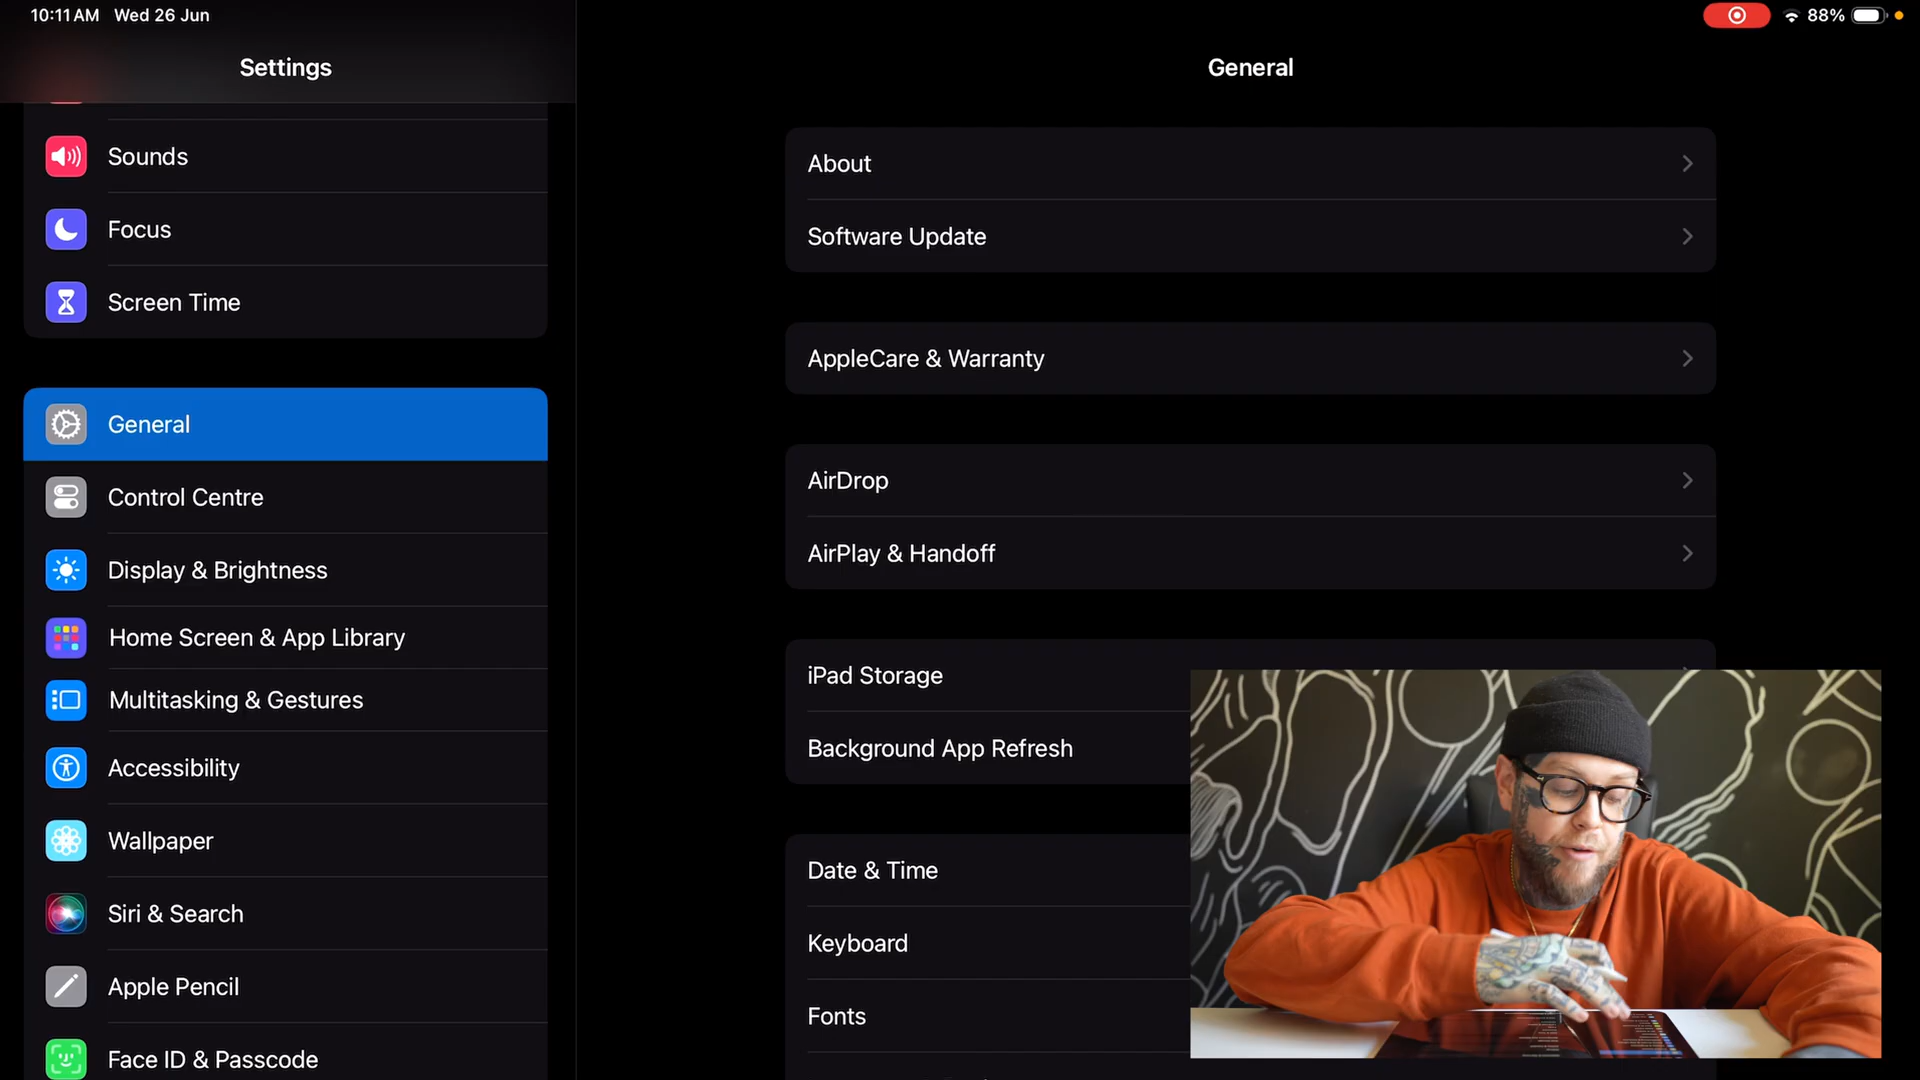 10:11 AM Wed 26 Jun
88%
Settings
Sounds
Focus
Screen Time
General
Control Centre
Display & Brightness
Home Screen & App Library
Multitasking & Gestures
Accessibility
Wallpaper
Siri & Search
Apple Pencil
Face ID & Passcode
General
About
Software Update
AppleCare & Warranty
AirDrop
AirPlay & Handoff
iPad Storage
Background App Refresh
Date & Time
Keyboard
Fonts